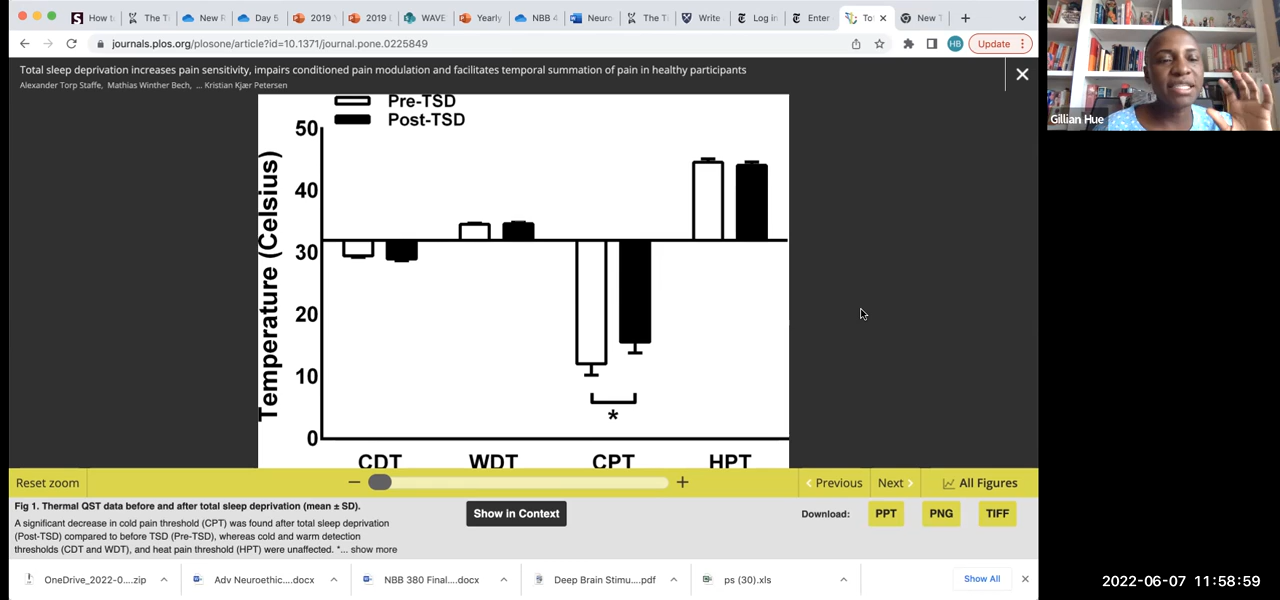 How to
The Ti
New R
Day 5
2019 \
2019 (
WAVE
Yearly
NBB 4
Neuro
The Ti
Write
Log in
Enter
To
New T
journals.plos.org/plosone/article?id=10.1371/journal.pone.0225849
HB
Update
Total sleep deprivation increases pain sensitivity, impairs conditioned pain modulation and facilitates temporal summation of pain in healthy participants
Alexander Torp Staffe, Mathias Winther Bech, ... Kristian Kjær Petersen
Gillian Hue
Pre-TSD
Post-TSD
Temperature (Celsius)
50
40
30
20
10
0
*
CDT WDT CPT HPT
Reset zoom
Previous
Next
All Figures
Fig 1. Thermal QST data before and after total sleep deprivation (mean ± SD).
A significant decrease in cold pain threshold (CPT) was found after total sleep deprivation
(Post-TSD) compared to before TSD (Pre-TSD), whereas cold and warm detection
thresholds (CDT and WDT), and heat pain threshold (HPT) were unaffected. *... show more
Show in Context
Download:
PPT
PNG
TIFF
OneDrive_2022-0....zip
Adv Neuroethic....docx
NBB 380 Final....docx
Deep Brain Stimu....pdf
ps (30).xls
Show All
2022-06-07 11:58:59